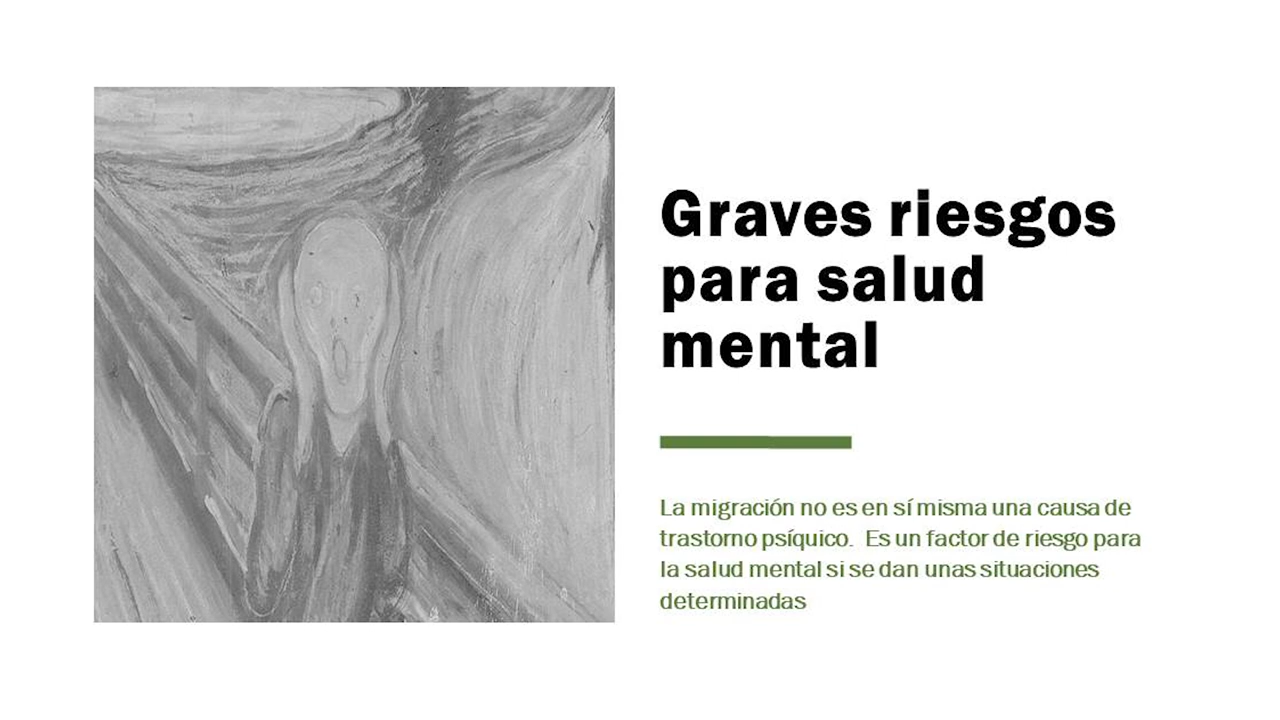 Graves riesgos
para salud
mental
La migración no es en sí misma una causa de
trastorno psíquico.  Es un factor de riesgo para
la salud mental si se dan unas situaciones
determinadas